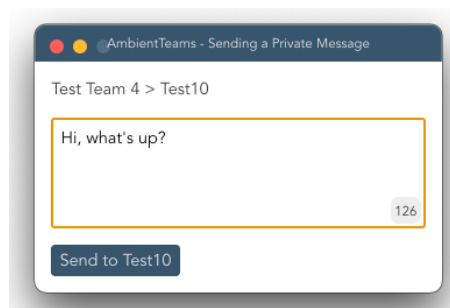 AmbientTeams - Sending a Private Message
Test Team 4 > Test10
Hi, what's up?
126
Send to Test10